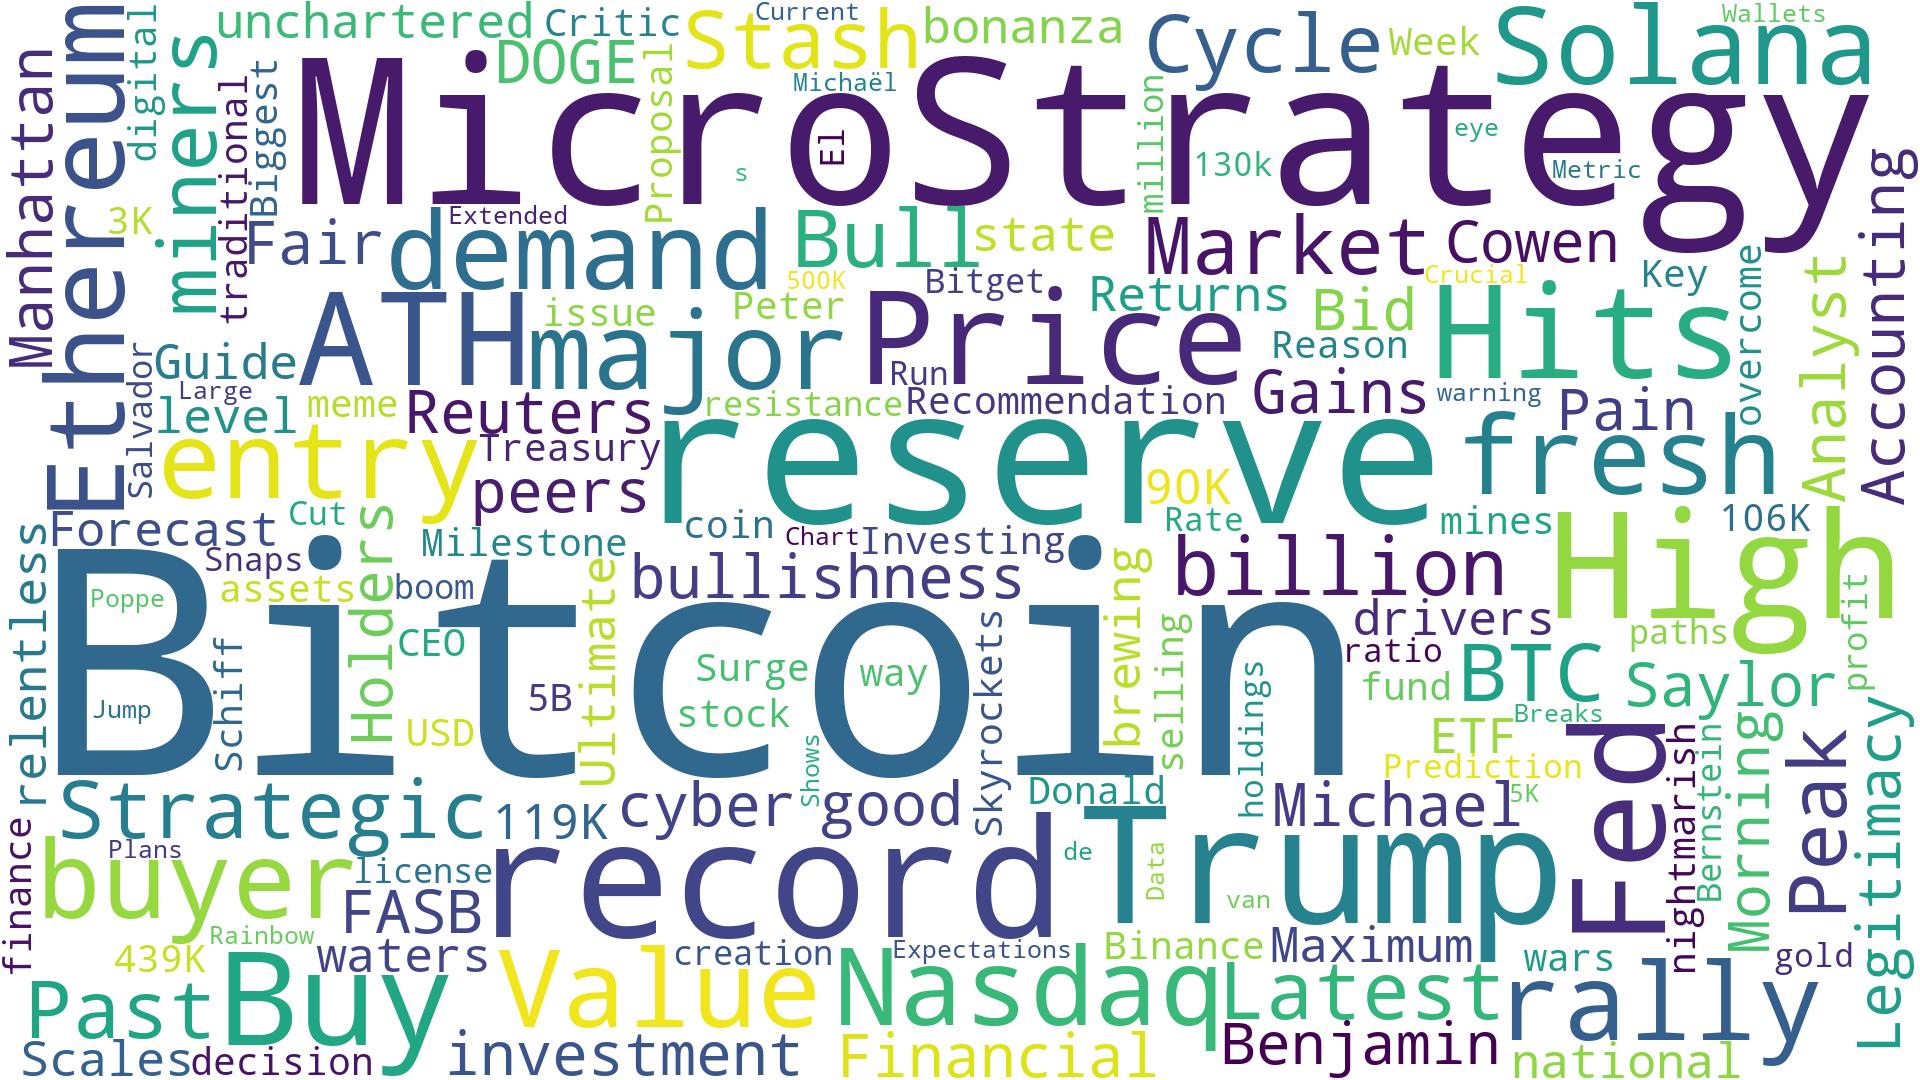 uncharterd
Critic
Current
Stash
bonanza
Cycle
Week
Solana
Wallets
DOGE
Michaël
digital
Ethereum
Manhattan
miners
traditional
Biggest
MicroStrategy
Proposal
El
s
million
130k
eye
Metric
3K
Extended
Fair
demand
Bull
state
Market
Cowen
Accounting
500K
Bitget
Crucial
Key
overcome
Analyst
ATH
issue
major
Peter
Price
Returns
Bid
Hits
Reason
Guide
Salvador
Large
level
meme
Reuters
Run
resistance
Recommendation
Gains
warning
Pain
entry
Treasury
peers
reserve
fresh
90K
Forecast
Cut
Holders
Milestone
coin
Chart
Investing
Rate
mines
106K
High
relentless
Snaps
assets
boom
Ultimate
bullishness
brewing
billion
drivers
paths
profit
Bitcoin
Poppe
Jump
Schiff
CEO
USD
5B
Surge
stock
way
Shows
Skyrockets
selling
holdings
ratio
fund
BTC
Saylor
ETF
Breaks
Prediction
Fed
nightmarish
Bernstein
Morning
Peak
Legitimacy
Strategic
119K
cyber
good
Donald
Michael
5K
finance
buyer
Plans
license
FASB
record
de
Trump
Data
van
439K
Rainbow
waters
Value
creation
Expectations
Binance
Maximum
wars
gold
Past
Buy
Nasdaq
Latest
rally
Scales
decision
investment
Financial
Benjamin
national